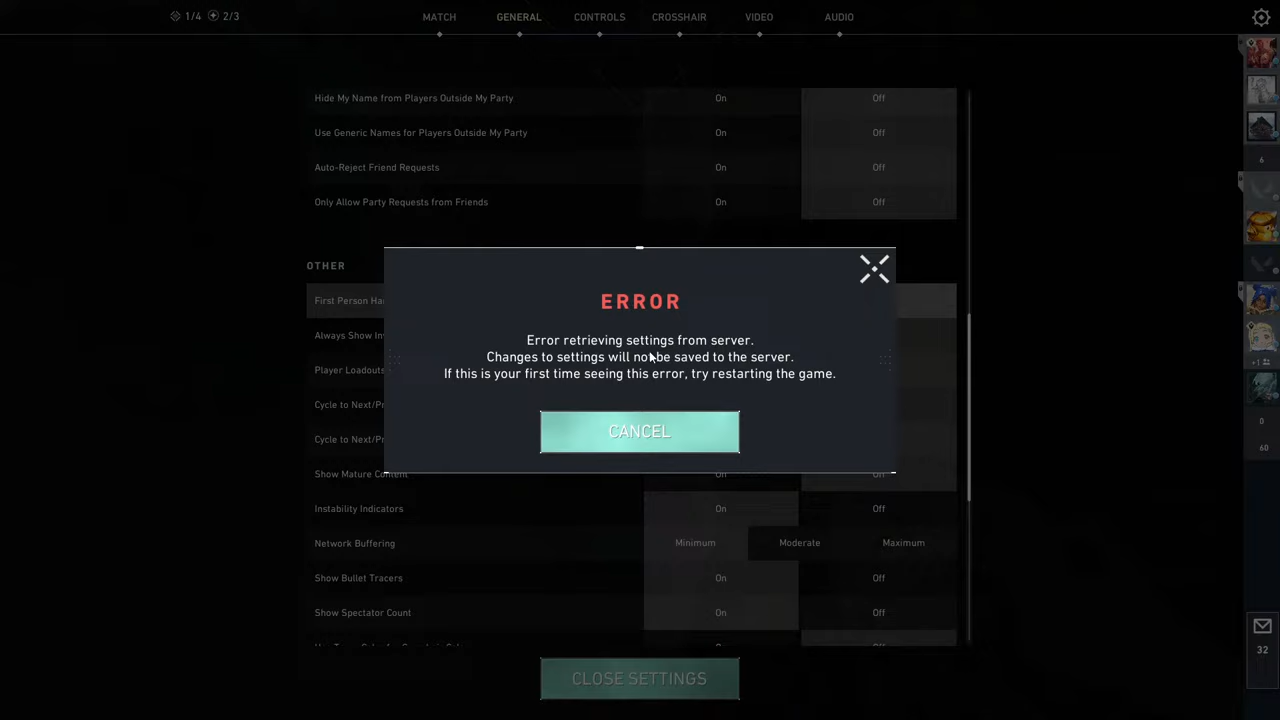 1/4 2/3
MATCH GENERAL CONTROLS CROSSHAIR VIDEO AUDIO
Hide My Name from Players Outside My Party On Off
Use Generic Names for Players Outside My Party On Off
Auto-Reject Friend Requests On Off
Only Allow Party Requests from Friends On Off
6
OTHER
ERROR
First Person Ha
Always Show In
Error retrieving settings from server.
Changes to settings will not be saved to the server.
+1
Player Loadouts
If this is your first time seeing this error, try restarting the game.
Cycle to Next/Pr
0
CANCEL
Cycle to Next/Pr
60
Show Mature Content On Off
Instability Indicators On Off
Network Buffering Minimum Moderate Maximum
Show Bullet Tracers On Off
Show Spectator Count On Off
32
CLOSE SETTINGS